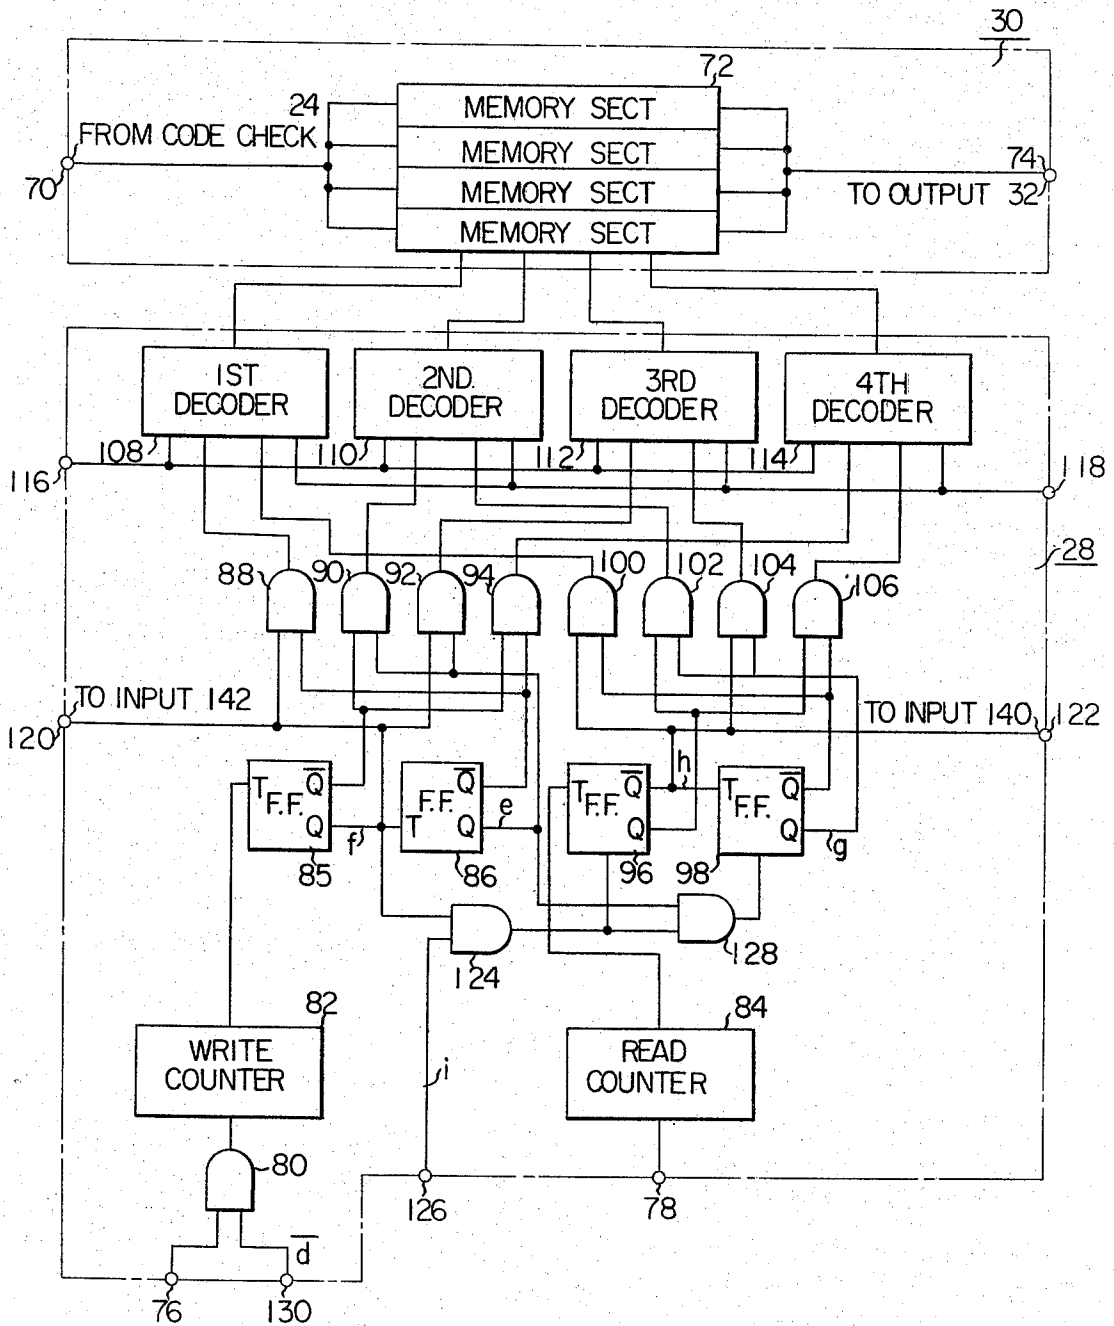 30
72
24
MEMORY SECT
FROM CODE CHECK
MEMORY SECT
74
70
MEMORY SECT
TO OUTPUT 32
MEMORY SECT
1ST DECODER
2ND. DECODER
3RD DECODER
4TH DECODER
108
110
112
114
116
118
28
88
90
92
94
100
102
104
106
TO INPUT 142
TO INPUT 140
120
122
T F.F. Q̅ Q
F.F. Q̅ T Q
T F.F. Q̅ Q
T F.F. Q̅ Q
f
e
h
g
85
86
96
98
124
128
82
84
WRITE COUNTER
READ COUNTER
i
80
126
78
d̅
76
130